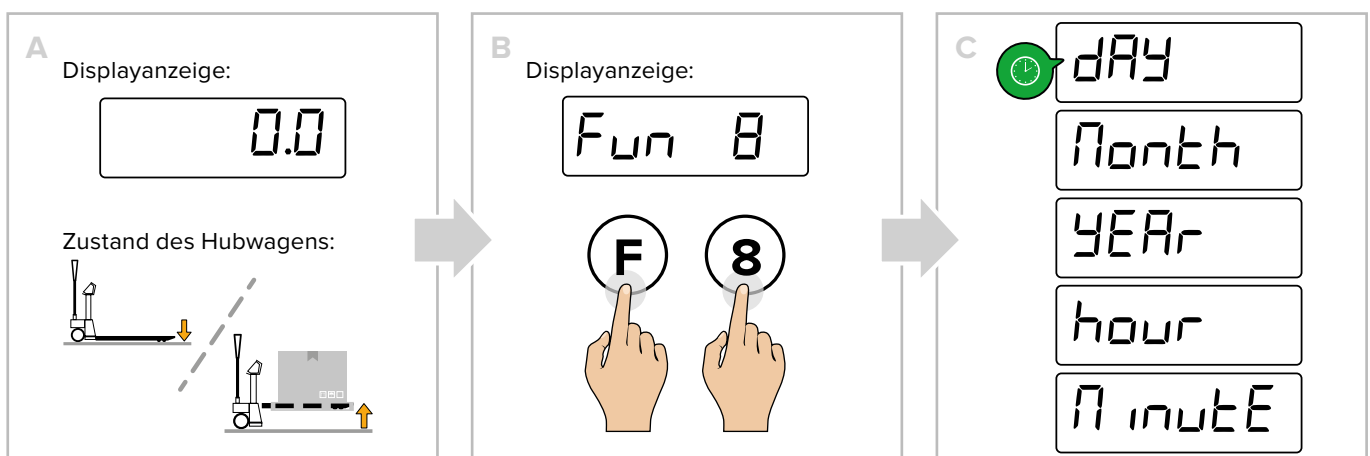 A
Displayanzeige:
0.0
Zustand des Hubwagens:
B
Displayanzeige:
Fun 8
F 8
C
dAY
Month
YEAr
hour
MinutE